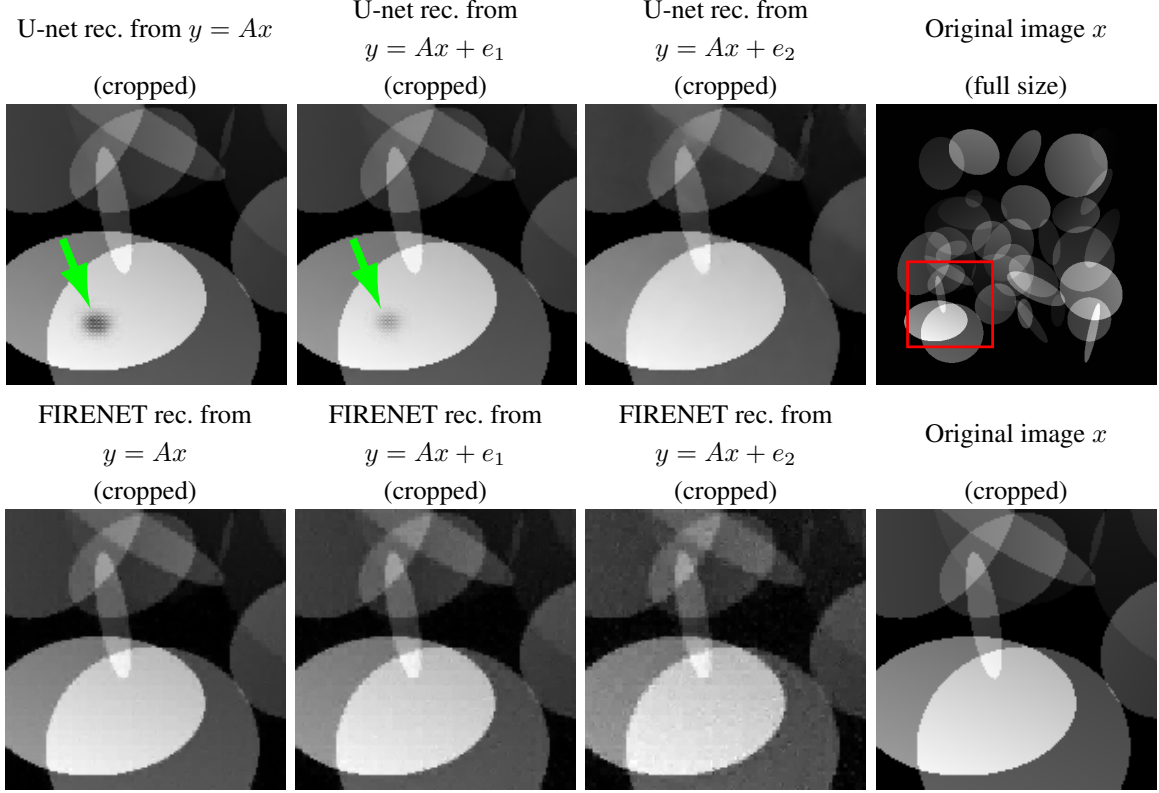 U-net rec. from y = Ax
(cropped)
U-net rec. from
y = Ax + e₁
(cropped)
U-net rec. from
y = Ax + e₂
(cropped)
Original image x
(full size)
FIRENET rec. from
y = Ax
(cropped)
FIRENET rec. from
y = Ax + e₁
(cropped)
FIRENET rec. from
y = Ax + e₂
(cropped)
Original image x
(cropped)